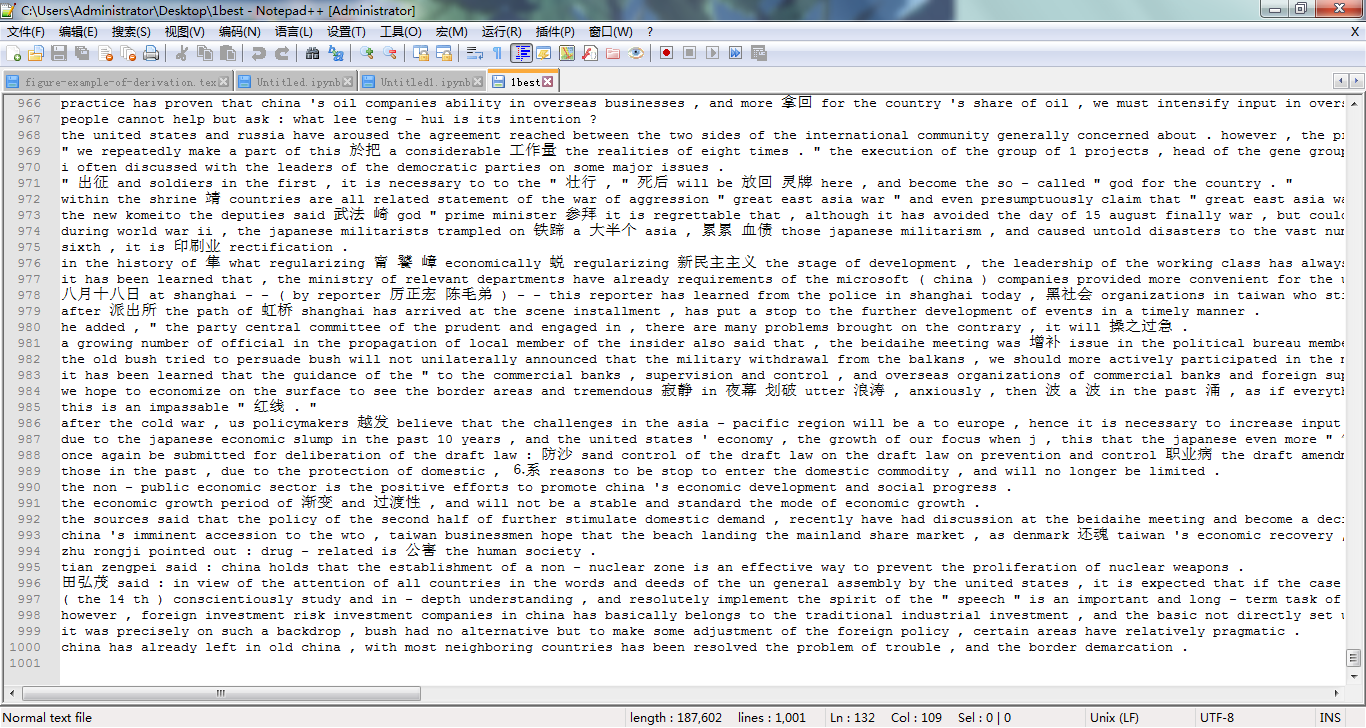 C:\Users\Administrator\Desktop\1best - Notepad++ [Administrator]
文件(F) 编辑(E) 搜索(S) 视图(V) 编码(N) 语言(L) 设置(T) 工具(O) 宏(M) 运行(R) 插件(P) 窗口(W) ? X
figure-example-of-derivation.tex Untitled.ipynb Untitled1.ipynb 1best
966 practice has proven that china 's oil companies ability in overseas businesses , and more 拿回 for the country 's share of oil , we must intensify input in over
967 people cannot help but ask : what lee teng - hui is its intention ?
968 the united states and russia have aroused the agreement reached between the two sides of the international community generally concerned about . however , the
969 " we repeatedly make a part of this 於把 a considerable 工作量 the realities of eight times . " the execution of the group of 1 projects , head of the gene
970 i often discussed with the leaders of the democratic parties on some major issues .
971 " 出征 and soldiers in the first , it is necessary to to the " 壮行 , " 死后 will be 放回 灵牌 here , and become the so - called " god for the country . "
972 within the shrine 靖 countries are all related statement of the war of aggression " great east asia war " and even presumptuously claim that " great east asia
973 the new komeito the deputies said 武法 崎 god " prime minister 参拜 it is regrettable that , although it has avoided the day of 15 august finally war , but
974 during world war ii , the japanese militarists trampled on 铁蹄 a 大半个 asia , 累累 血债 those japanese militarism , and caused untold disasters to the vast
975 sixth , it is 印刷业 rectification .
976 in the history of 隼 what regularizing 甯 饕 嶂 economically 蜕 regularizing 新民主主义 the stage of development , the leadership of the working class has
977 it has been learned that , the ministry of relevant departments have already requirements of the microsoft ( china ) companies provided more convenient for the
978 八月十八日 at shanghai - - ( by reporter 厉正宏 陈毛弟 ) - - this reporter has learned from the police in shanghai today , 黑社会 organizations in taiwan who
979 after 派出所 the path of 虹桥 shanghai has arrived at the scene installment , has put a stop to the further development of events in a timely manner .
980 he added , " the party central committee of the prudent and engaged in , there are many problems brought on the contrary , it will 操之过急 .
981 a growing number of official in the propagation of local member of the insider also said that , the beidaihe meeting was 增补 issue in the political bureau
982 the old bush tried to persuade bush will not unilaterally announced that the military withdrawal from the balkans , we should more actively participated in the
983 it has been learned that the guidance of the " to the commercial banks , supervision and control , and overseas organizations of commercial banks and foreign
984 we hope to economize on the surface to see the border areas and tremendous 寂静 in 夜幕 划破 utter 浪涛 , anxiously , then 波 a 波 in the past 涌 , as if
985 this is an impassable " 红线 . "
986 after the cold war , us policymakers 越发 believe that the challenges in the asia - pacific region will be a to europe , hence it is necessary to increase input
987 due to the japanese economic slump in the past 10 years , and the united states ' economy , the growth of our focus when j , this that the japanese even more "
988 once again be submitted for deliberation of the draft law : 防沙 sand control of the draft law on the draft law on prevention and control 职业病 the draft
989 those in the past , due to the protection of domestic , 6.系 reasons to be stop to enter the domestic commodity , and will no longer be limited .
990 the non - public economic sector is the positive efforts to promote china 's economic development and social progress .
991 the economic growth period of 渐变 and 过渡性 , and will not be a stable and standard the mode of economic growth .
992 the sources said that the policy of the second half of further stimulate domestic demand , recently have had discussion at the beidaihe meeting and become a
993 china 's imminent accession to the wto , taiwan businessmen hope that the beach landing the mainland share market , as denmark 还魂 taiwan 's economic recovery ,
994 zhu rongji pointed out : drug - related is 公害 the human society .
995 tian zengpei said : china holds that the establishment of a non - nuclear zone is an effective way to prevent the proliferation of nuclear weapons .
996 田弘茂 said : in view of the attention of all countries in the words and deeds of the un general assembly by the united states , it is expected that if the case
997 ( the 14 th ) conscientiously study and in - depth understanding , and resolutely implement the spirit of the " speech " is an important and long - term task of
998 however , foreign investment risk investment companies in china has basically belongs to the traditional industrial investment , and the basic not directly set
999 it was precisely on such a backdrop , bush had no alternative but to make some adjustment of the foreign policy , certain areas have relatively pragmatic .
1000 china has already left in old china , with most neighboring countries has been resolved the problem of trouble , and the border demarcation .
1001
Normal text file length : 187,602 lines : 1,001 Ln : 132 Col : 109 Sel : 0 | 0 Unix (LF) UTF-8 INS